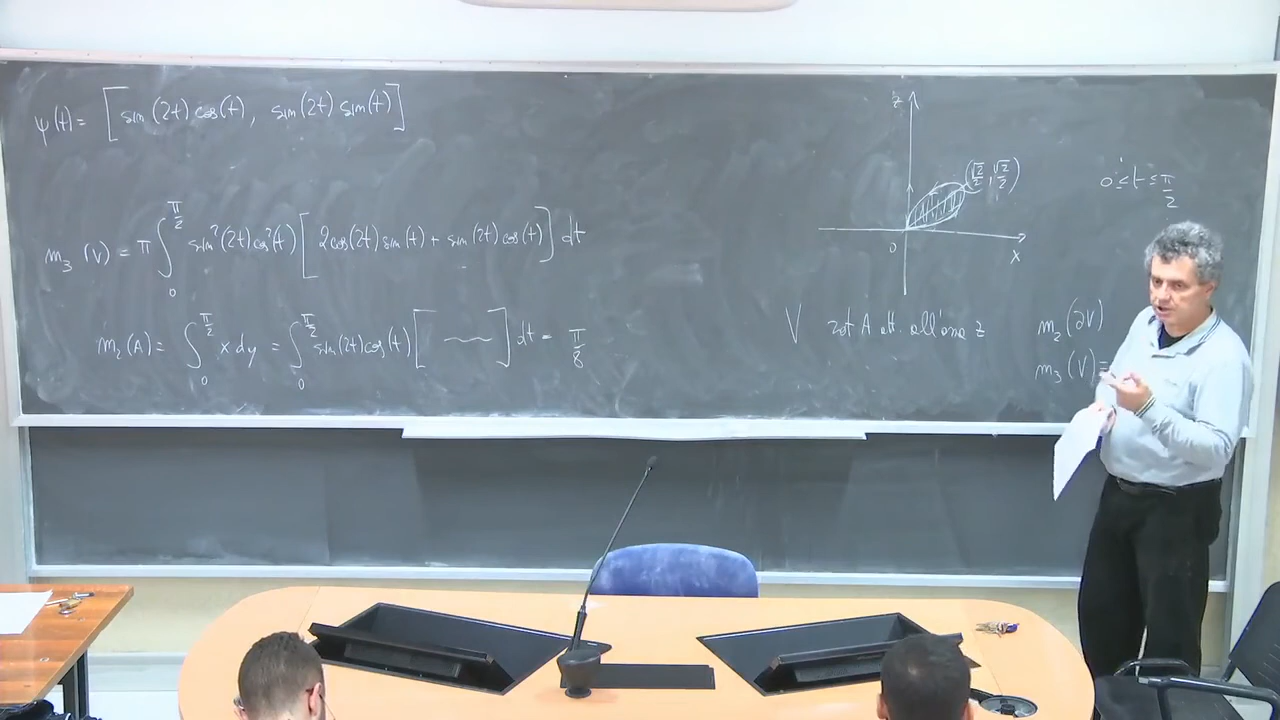 ψ(t) = [sin(2t)cos(t), sin(2t)sin(t)]
m₃(V) = π ∫₀^{π/2} sin²(2t)cos²(t) [2cos(2t)sin(t) + sin(2t)cos(t)] dt
m₂(A) = ∫₀^{π/2} x dy = ∫₀^{π/2} sin(2t)cos(t) [ ~~~ ] dt = π/8
z
(√2/2, √2/2)
0 ≤ t ≤ π/2
0
x
V rot A att. all'asse z
m₂(∂V)
m₃(V) =